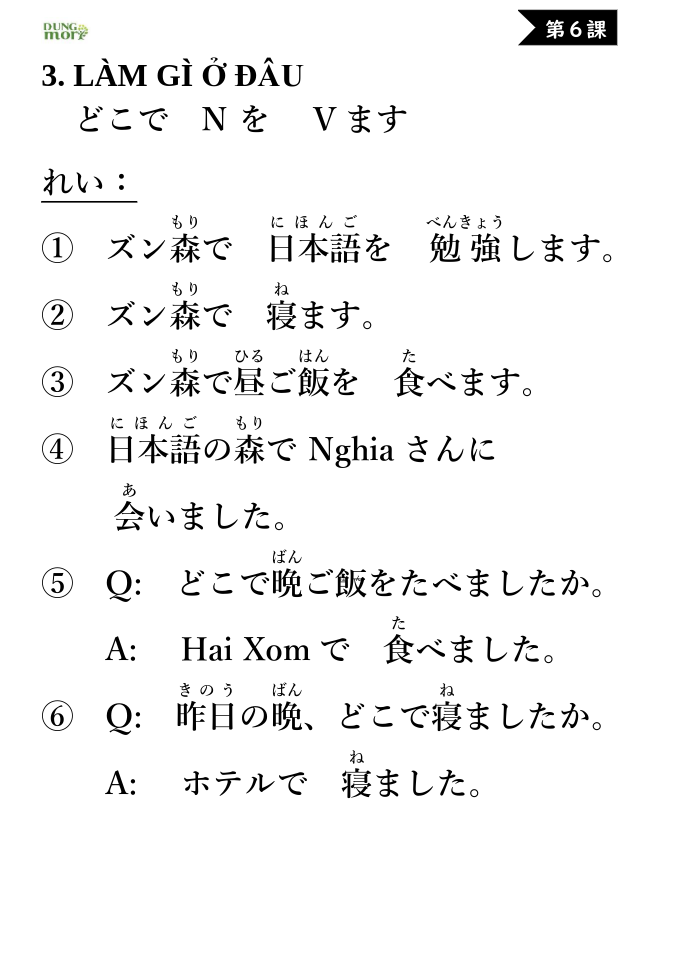 DUNG
mori
第６課
3. LÀM GÌ Ở ĐÂU
どこで　N を　V ます
れい：
もり　にほんご　べんきょう
①　ズン森で　日本語を　勉強します。
もり　ね
②　ズン森で　寝ます。
もり　ひる　はん　た
③　ズン森で昼ご飯を　食べます。
にほんご　もり
④　日本語の森で Nghia さんに
あ
会いました。
ばん
⑤　Q:　どこで晩ご飯をたべましたか。
た
A:　Hai Xom で　食べました。
きのう　ばん　ね
⑥　Q:　昨日の晩、どこで寝ましたか。
ね
A:　ホテルで　寝ました。